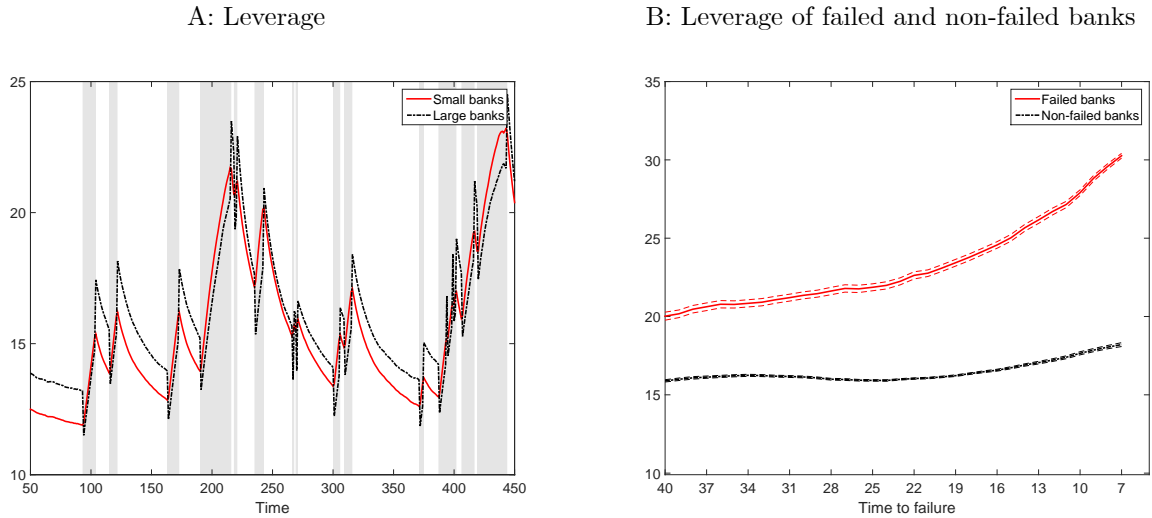 A: Leverage
25
20
15
10
50 100 150 200 250 300 350 400 450
Time
Small banks
Large banks
B: Leverage of failed and non-failed banks
35
30
25
20
15
10
40 37 34 31 28 25 22 19 16 13 10 7
Time to failure
Failed banks
Non-failed banks